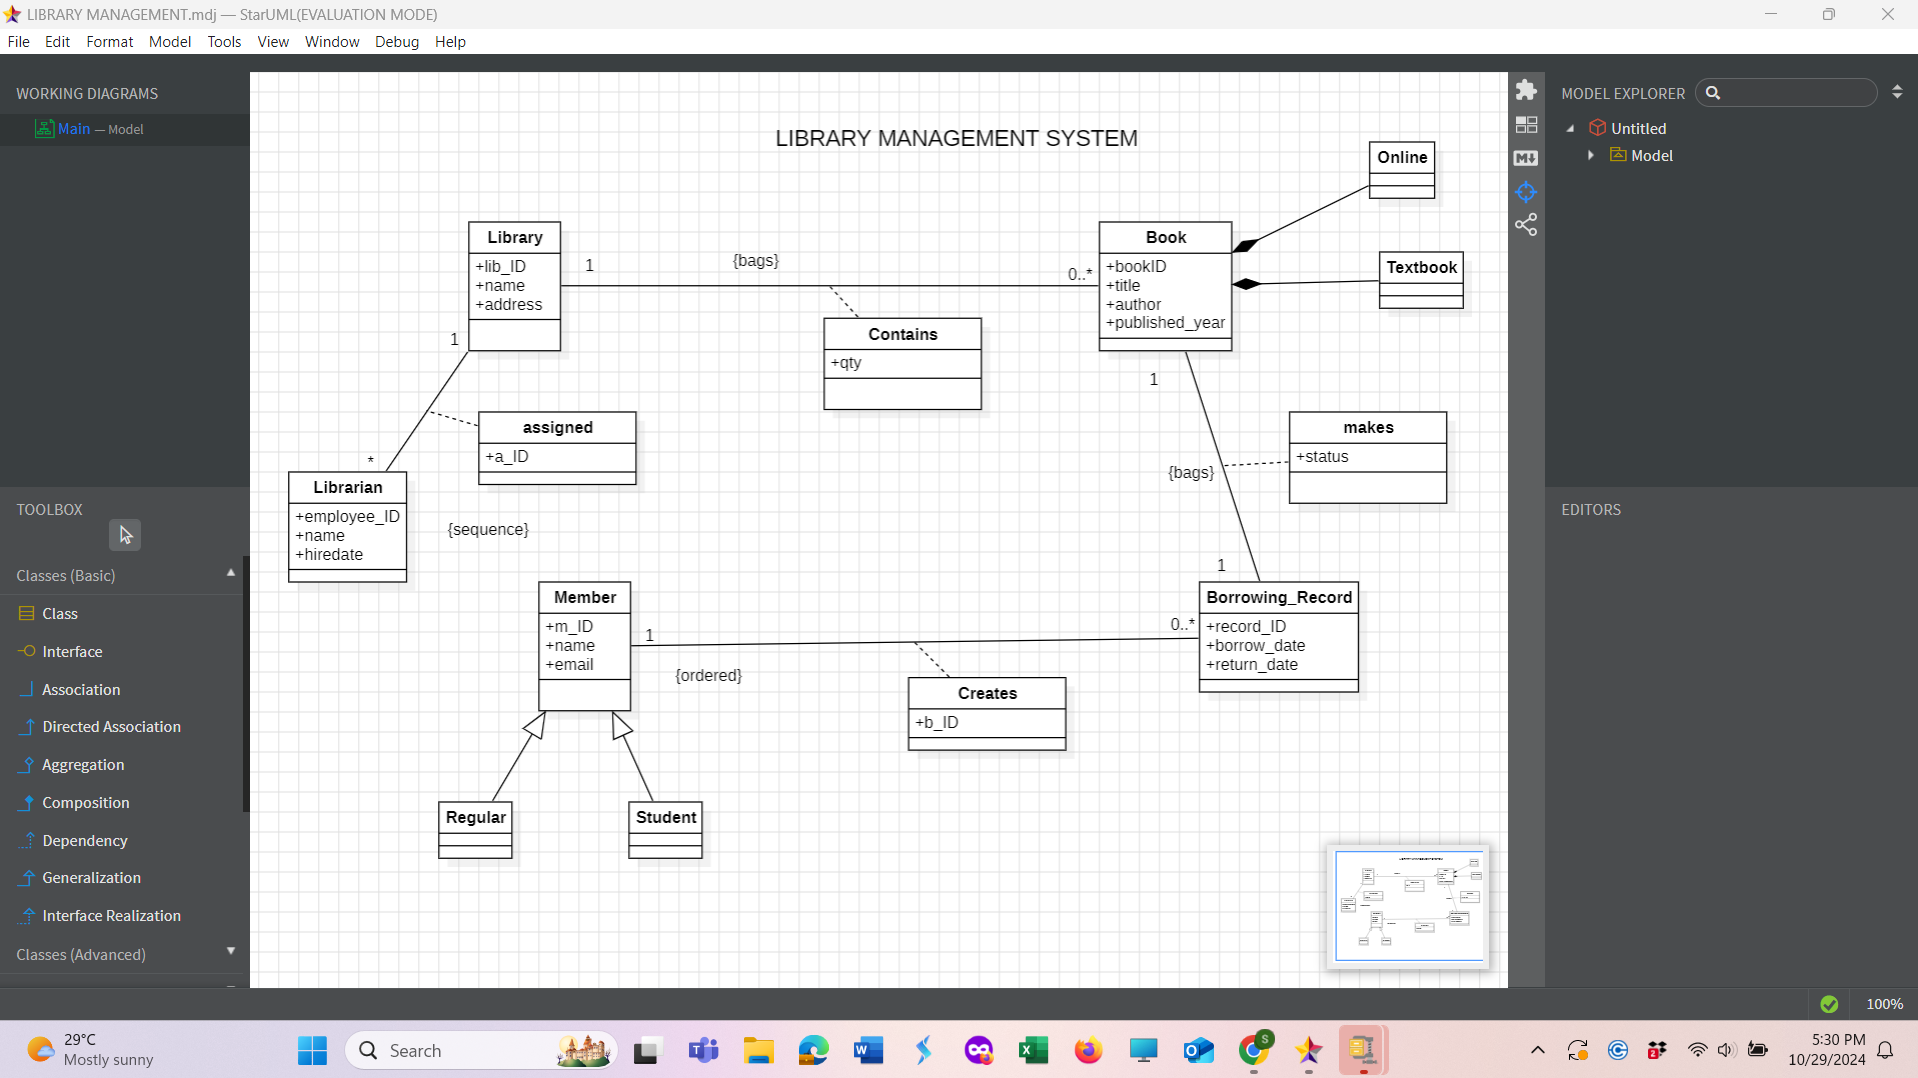 LIBRARY MANAGEMENT.mdj — StarUML(EVALUATION MODE)
File Edit Format Model Tools View Window Debug Help
WORKING DIAGRAMS
Main — Model
TOOLBOX
Classes (Basic)
Class
Interface
Association
Directed Association
Aggregation
Composition
Dependency
Generalization
Interface Realization
Classes (Advanced)
LIBRARY MANAGEMENT SYSTEM
Library
+lib_ID
+name
+address
1
{bags}
0..*
Contains
+qty
Book
+bookID
+title
+author
+published_year
Online
Textbook
1
*
assigned
+a_ID
{sequence}
Librarian
+employee_ID
+name
+hiredate
1
{bags}
makes
+status
1
Borrowing_Record
+record_ID
+borrow_date
+return_date
Member
+m_ID
+name
+email
1
0..*
{ordered}
Creates
+b_ID
Regular
Student
MODEL EXPLORER
Untitled
Model
EDITORS
100%
29°C
Mostly sunny
Search
S
2
5:30 PM
10/29/2024